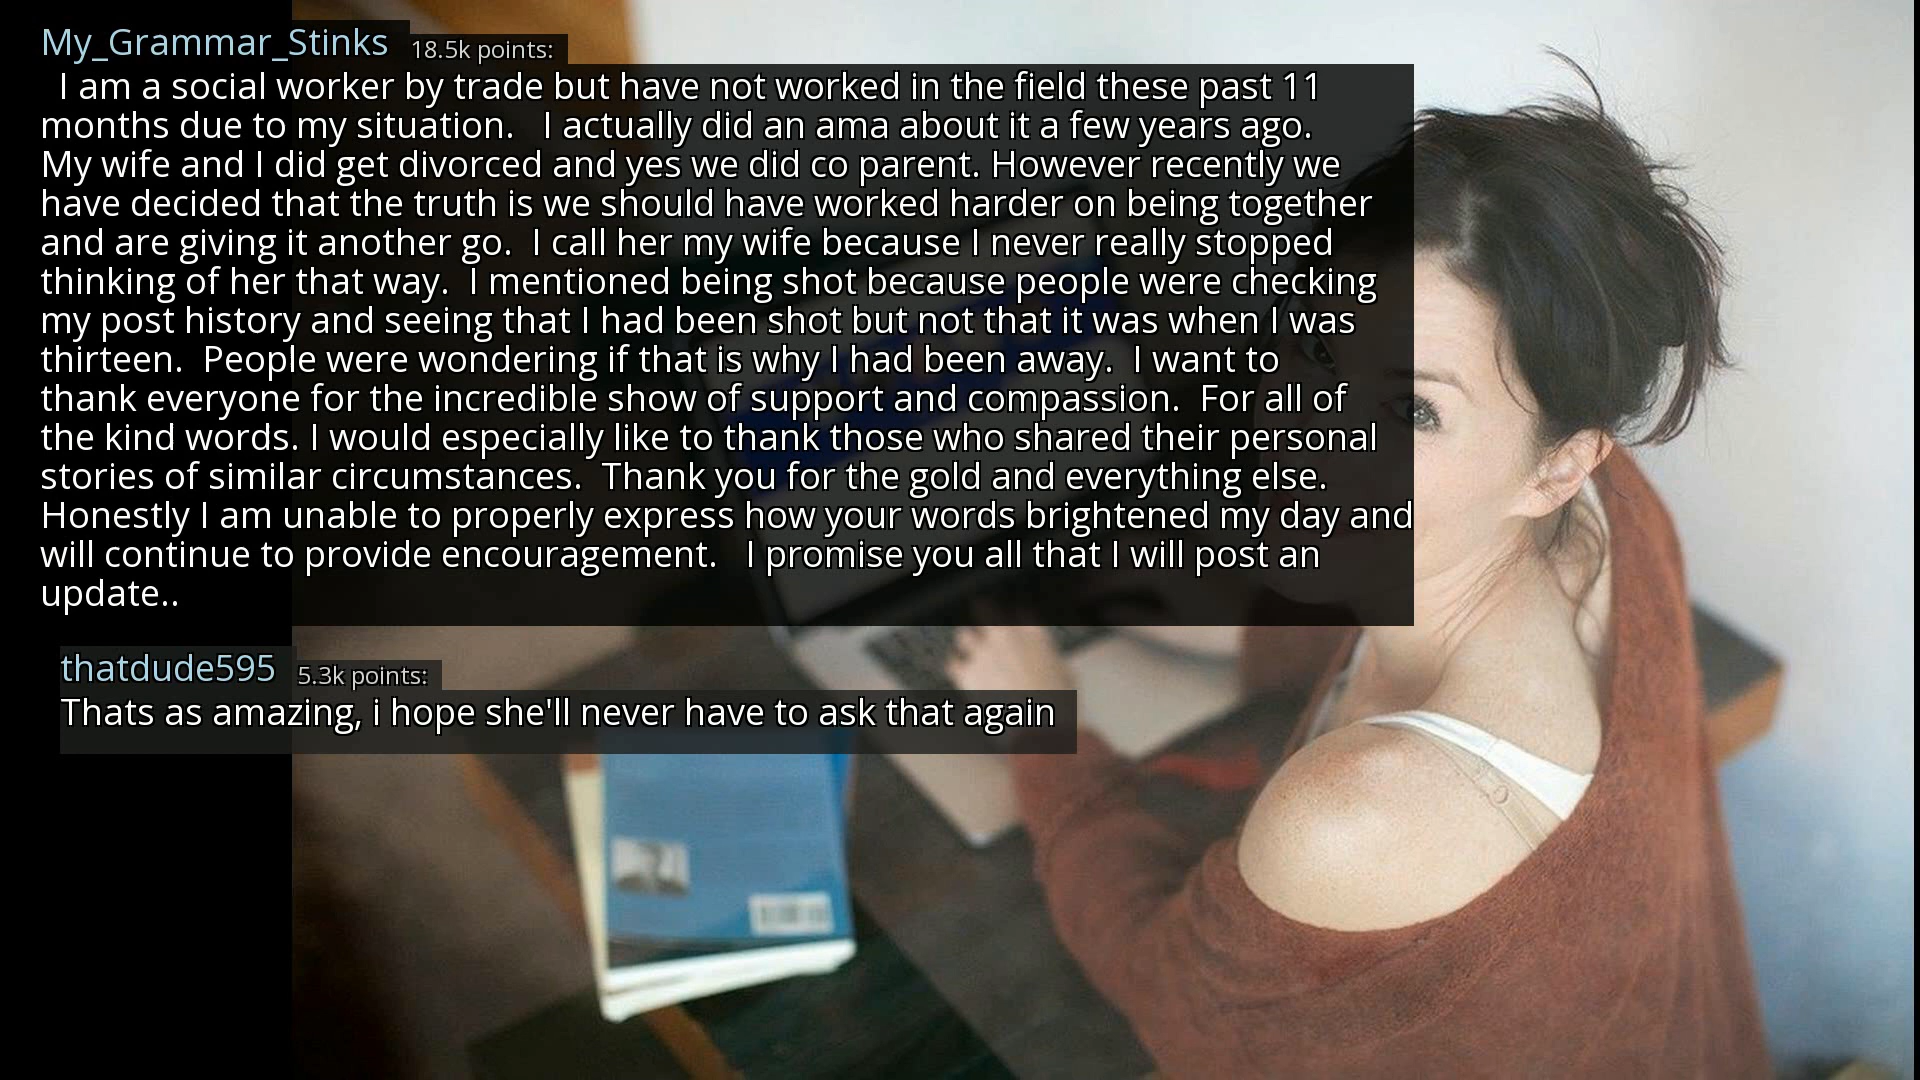 My_Grammar_Stinks 18.5k points:
I am a social worker by trade but have not worked in the field these past 11
months due to my situation.   I actually did an ama about it a few years ago.
My wife and I did get divorced and yes we did co parent. However recently we
have decided that the truth is we should have worked harder on being together
and are giving it another go.  I call her my wife because I never really stopped
thinking of her that way.  I mentioned being shot because people were checking
my post history and seeing that I had been shot but not that it was when I was
thirteen.  People were wondering if that is why I had been away.  I want to
thank everyone for the incredible show of support and compassion.  For all of
the kind words. I would especially like to thank those who shared their personal
stories of similar circumstances.  Thank you for the gold and everything else.
Honestly I am unable to properly express how your words brightened my day and
will continue to provide encouragement.   I promise you all that I will post an
update..
thatdude595 5.3k points:
Thats as amazing, i hope she'll never have to ask that again